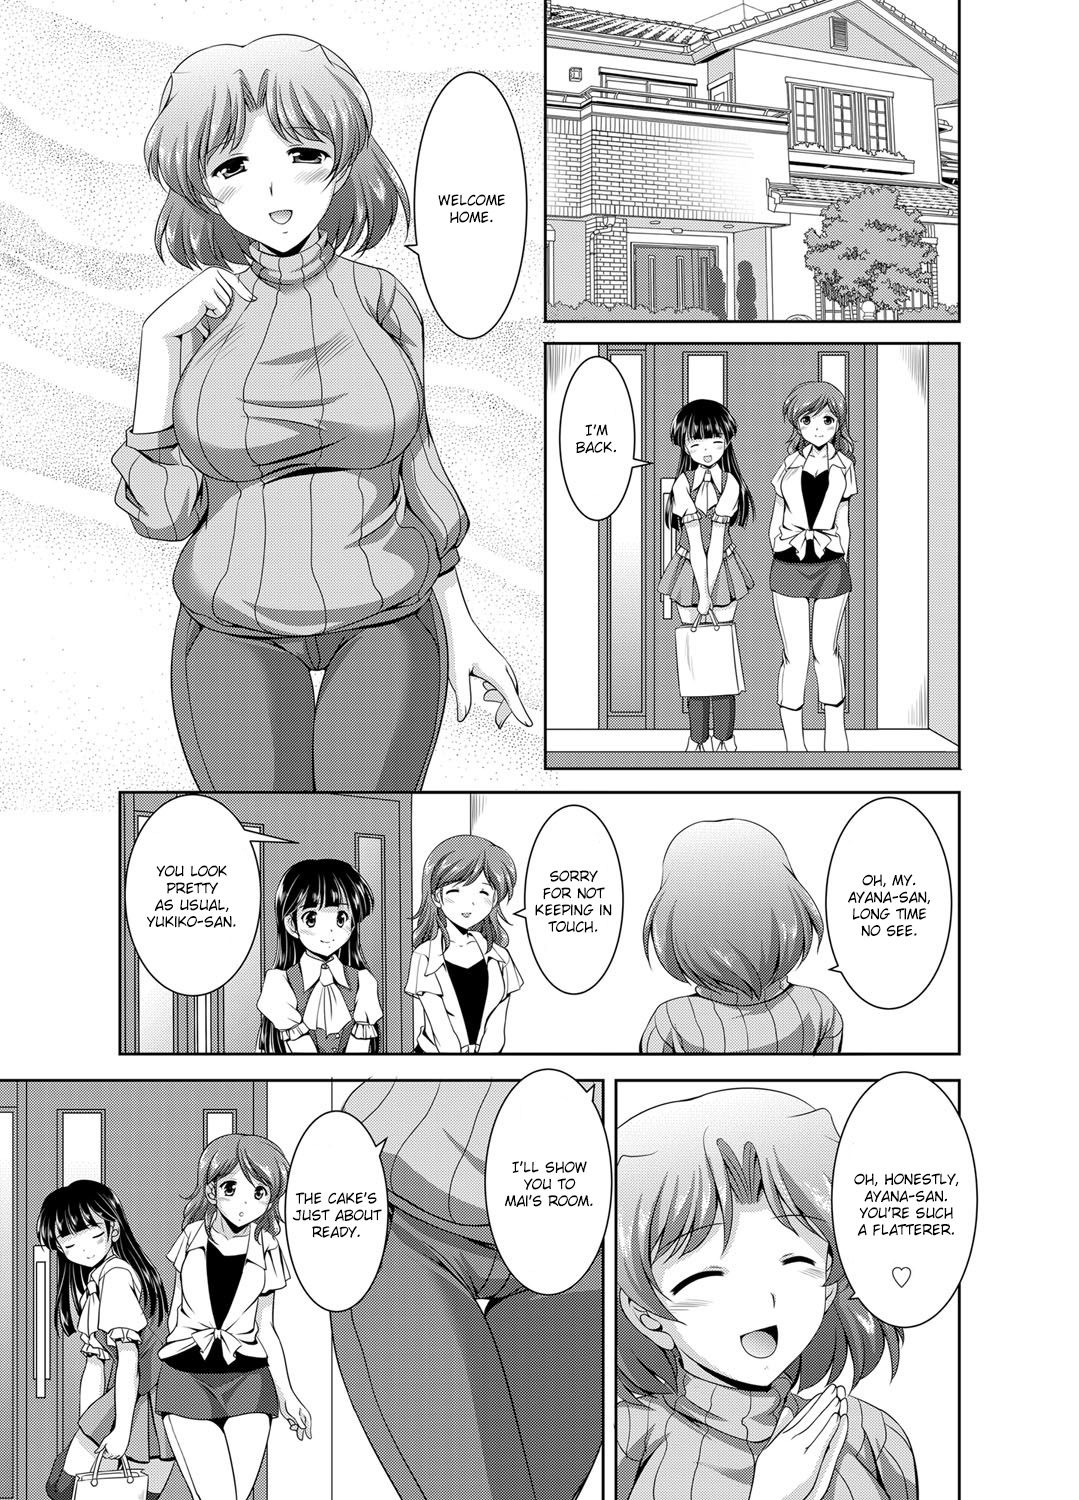 WELCOME
HOME.
I'M
BACK.
OH, MY.
AYANA-SAN,
LONG TIME
NO SEE.
SORRY
FOR NOT
KEEPING IN
TOUCH.
YOU LOOK
PRETTY
AS USUAL,
YUKIKO-SAN.
OH, HONESTLY,
AYANA-SAN.
YOU'RE SUCH
A FLATTERER.
♡
I'LL SHOW
YOU TO
MAI'S ROOM.
THE CAKE'S
JUST ABOUT
READY.